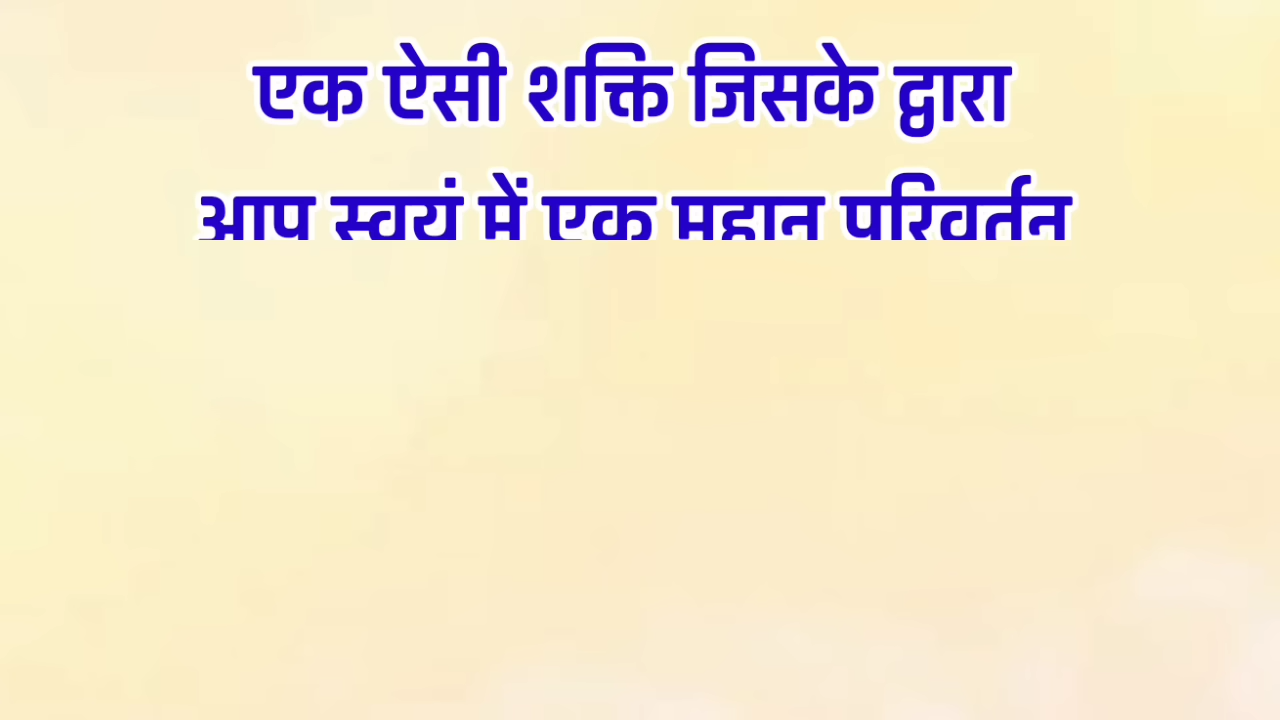 एक ऐसी शक्ति जिसके द्वारा
आप स्वयं में एक महान परिवर्तन